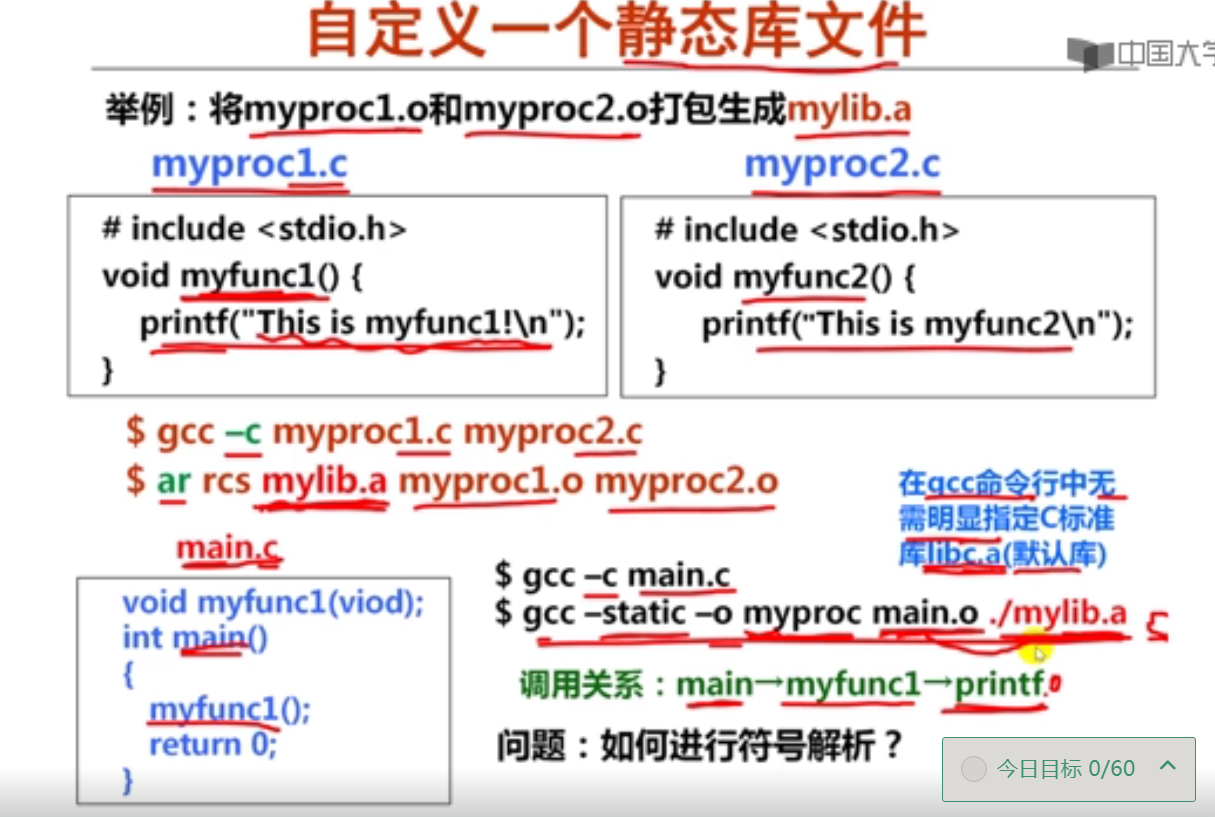 自定义一个静态库文件
中国大学
举例：将myproc1.o和myproc2.o打包生成mylib.a
myproc1.c
# include <stdio.h>
void myfunc1() {
printf("This is myfunc1!\n");
}
myproc2.c
# include <stdio.h>
void myfunc2() {
printf("This is myfunc2\n");
}
$ gcc –c myproc1.c myproc2.c
$ ar rcs mylib.a myproc1.o myproc2.o
在gcc命令行中无
需明显指定C标准
库libc.a(默认库)
main.c
void myfunc1(viod);
int main()
{
myfunc1();
return 0;
}
$ gcc –c main.c
$ gcc –static –o myproc main.o ./mylib.a
调用关系：main→myfunc1→printf
问题：如何进行符号解析？
今日目标 0/60